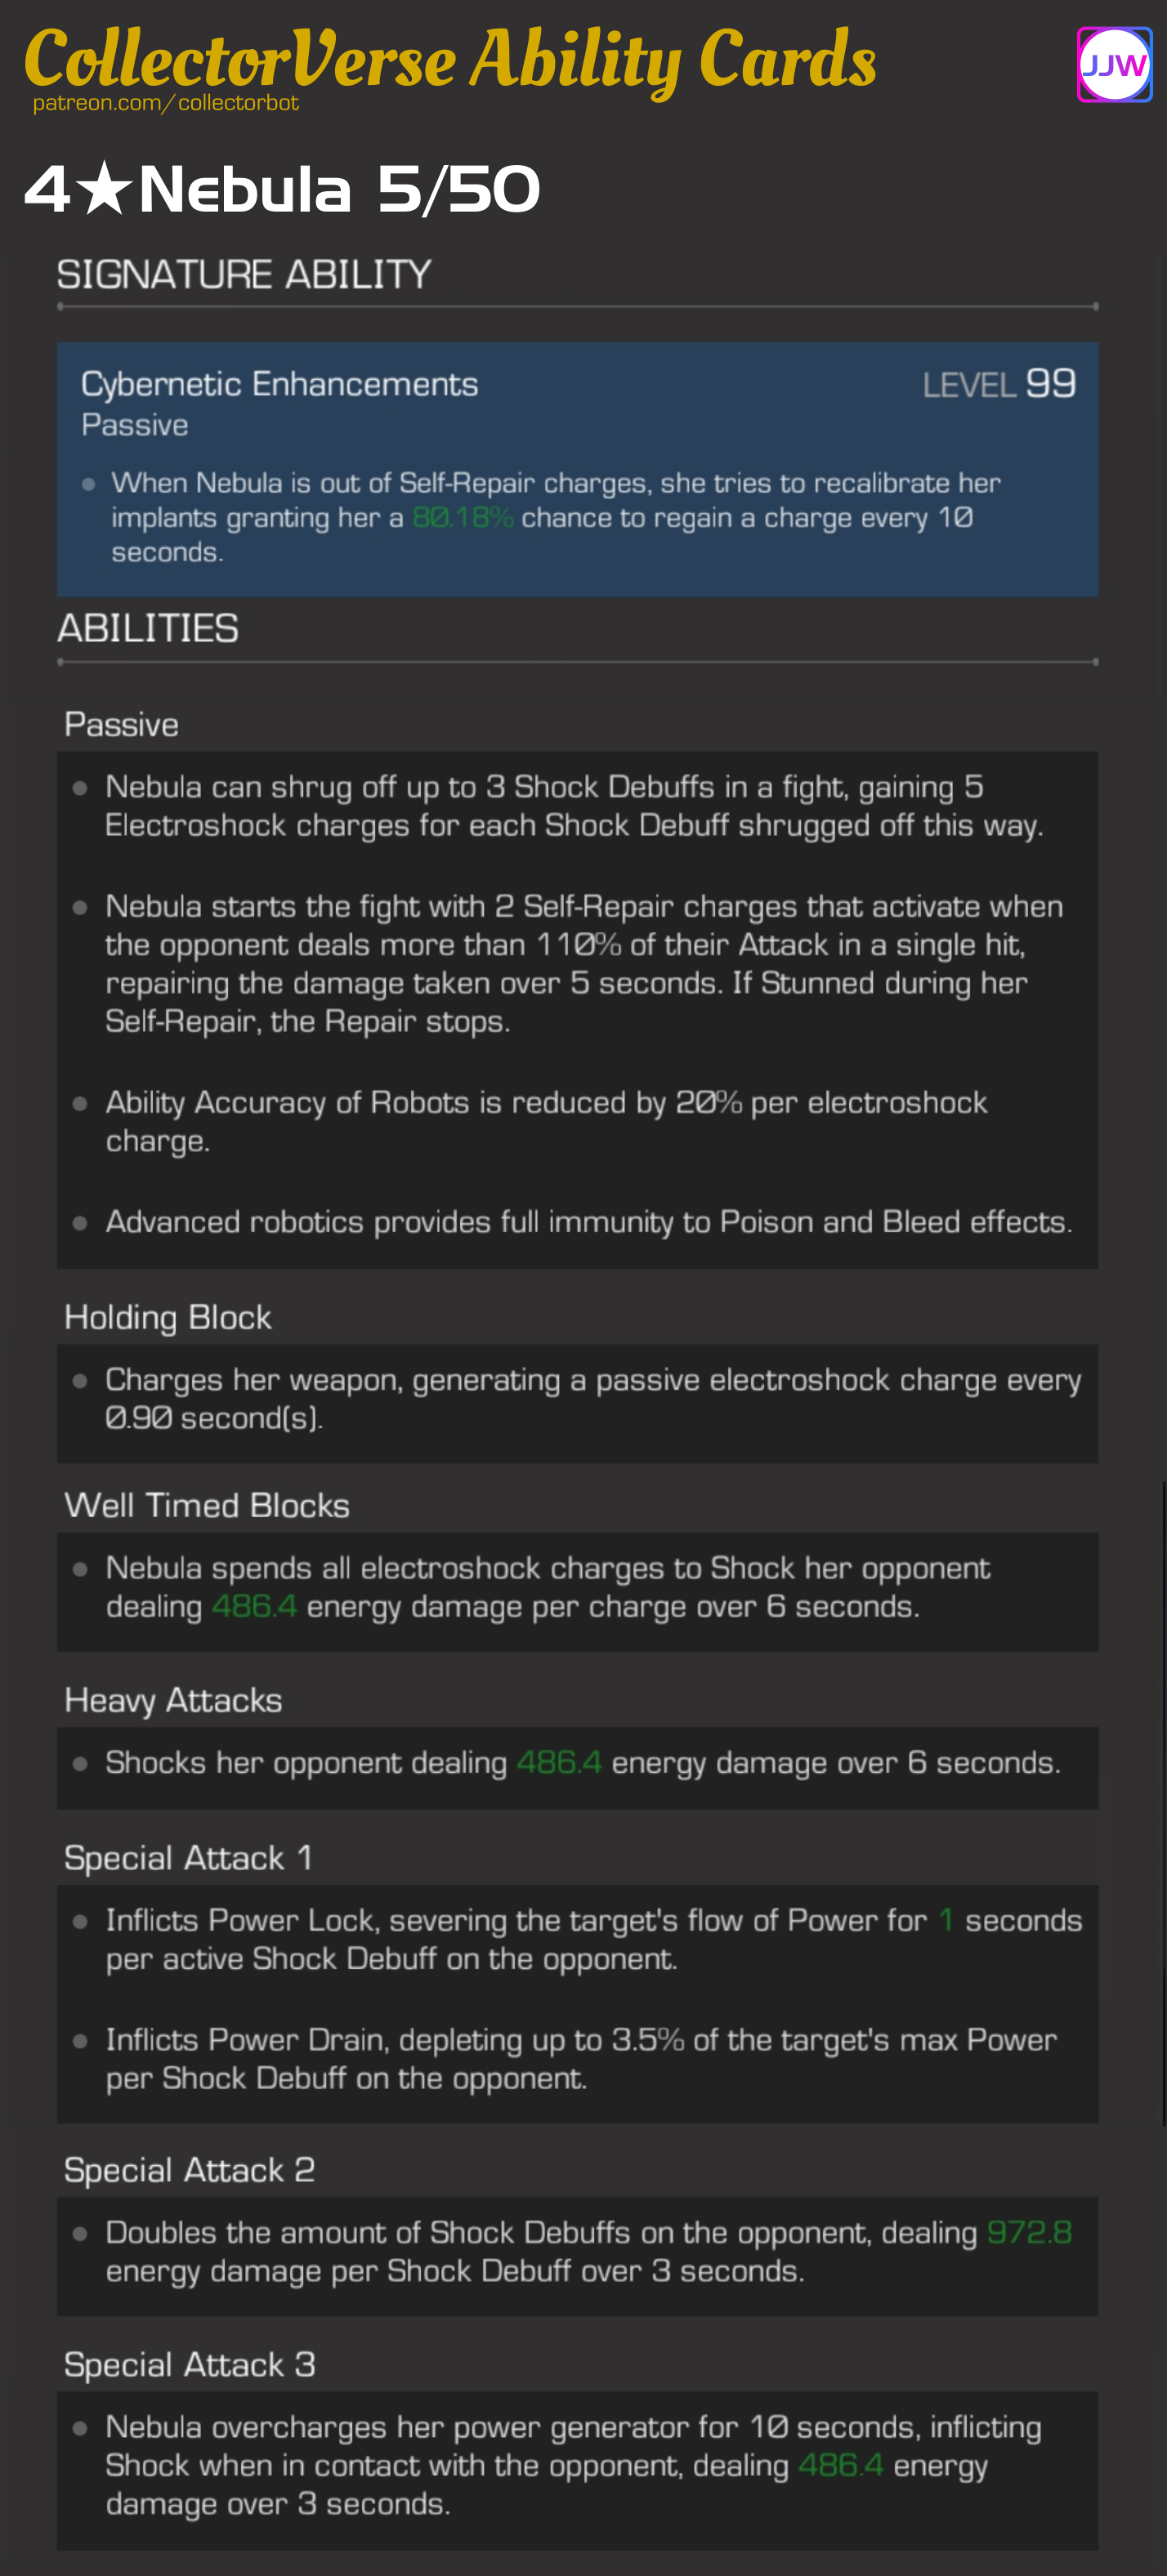 CollectorVerse Ability Cards
patreon.com/collectorbot
JJW
4★Nebula 5/50
SIGNATURE ABILITY
Cybernetic Enhancements LEVEL 99
Passive
When Nebula is out of Self-Repair charges, she tries to recalibrate her
implants granting her a 80.18% chance to regain a charge every 10
seconds.
ABILITIES
Passive
Nebula can shrug off up to 3 Shock Debuffs in a fight, gaining 5
Electroshock charges for each Shock Debuff shrugged off this way.
Nebula starts the fight with 2 Self-Repair charges that activate when
the opponent deals more than 110% of their Attack in a single hit,
repairing the damage taken over 5 seconds. If Stunned during her
Self-Repair, the Repair stops.
Ability Accuracy of Robots is reduced by 20% per electroshock
charge.
Advanced robotics provides full immunity to Poison and Bleed effects.
Holding Block
Charges her weapon, generating a passive electroshock charge every
0.90 second(s).
Well Timed Blocks
Nebula spends all electroshock charges to Shock her opponent
dealing 486.4 energy damage per charge over 6 seconds.
Heavy Attacks
Shocks her opponent dealing 486.4 energy damage over 6 seconds.
Special Attack 1
Inflicts Power Lock, severing the target's flow of Power for 1 seconds
per active Shock Debuff on the opponent.
Inflicts Power Drain, depleting up to 3.5% of the target's max Power
per Shock Debuff on the opponent.
Special Attack 2
Doubles the amount of Shock Debuffs on the opponent, dealing 972.8
energy damage per Shock Debuff over 3 seconds.
Special Attack 3
Nebula overcharges her power generator for 10 seconds, inflicting
Shock when in contact with the opponent, dealing 486.4 energy
damage over 3 seconds.